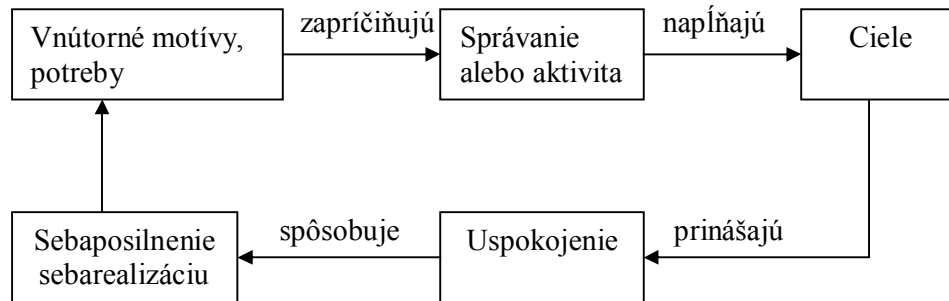 Vnútorné motívy,
potreby
zapríčiňujú
Správanie
alebo aktivita
napĺňajú
Ciele
prinášajú
Uspokojenie
spôsobuje
Sebaposilnenie
sebarealizáciu